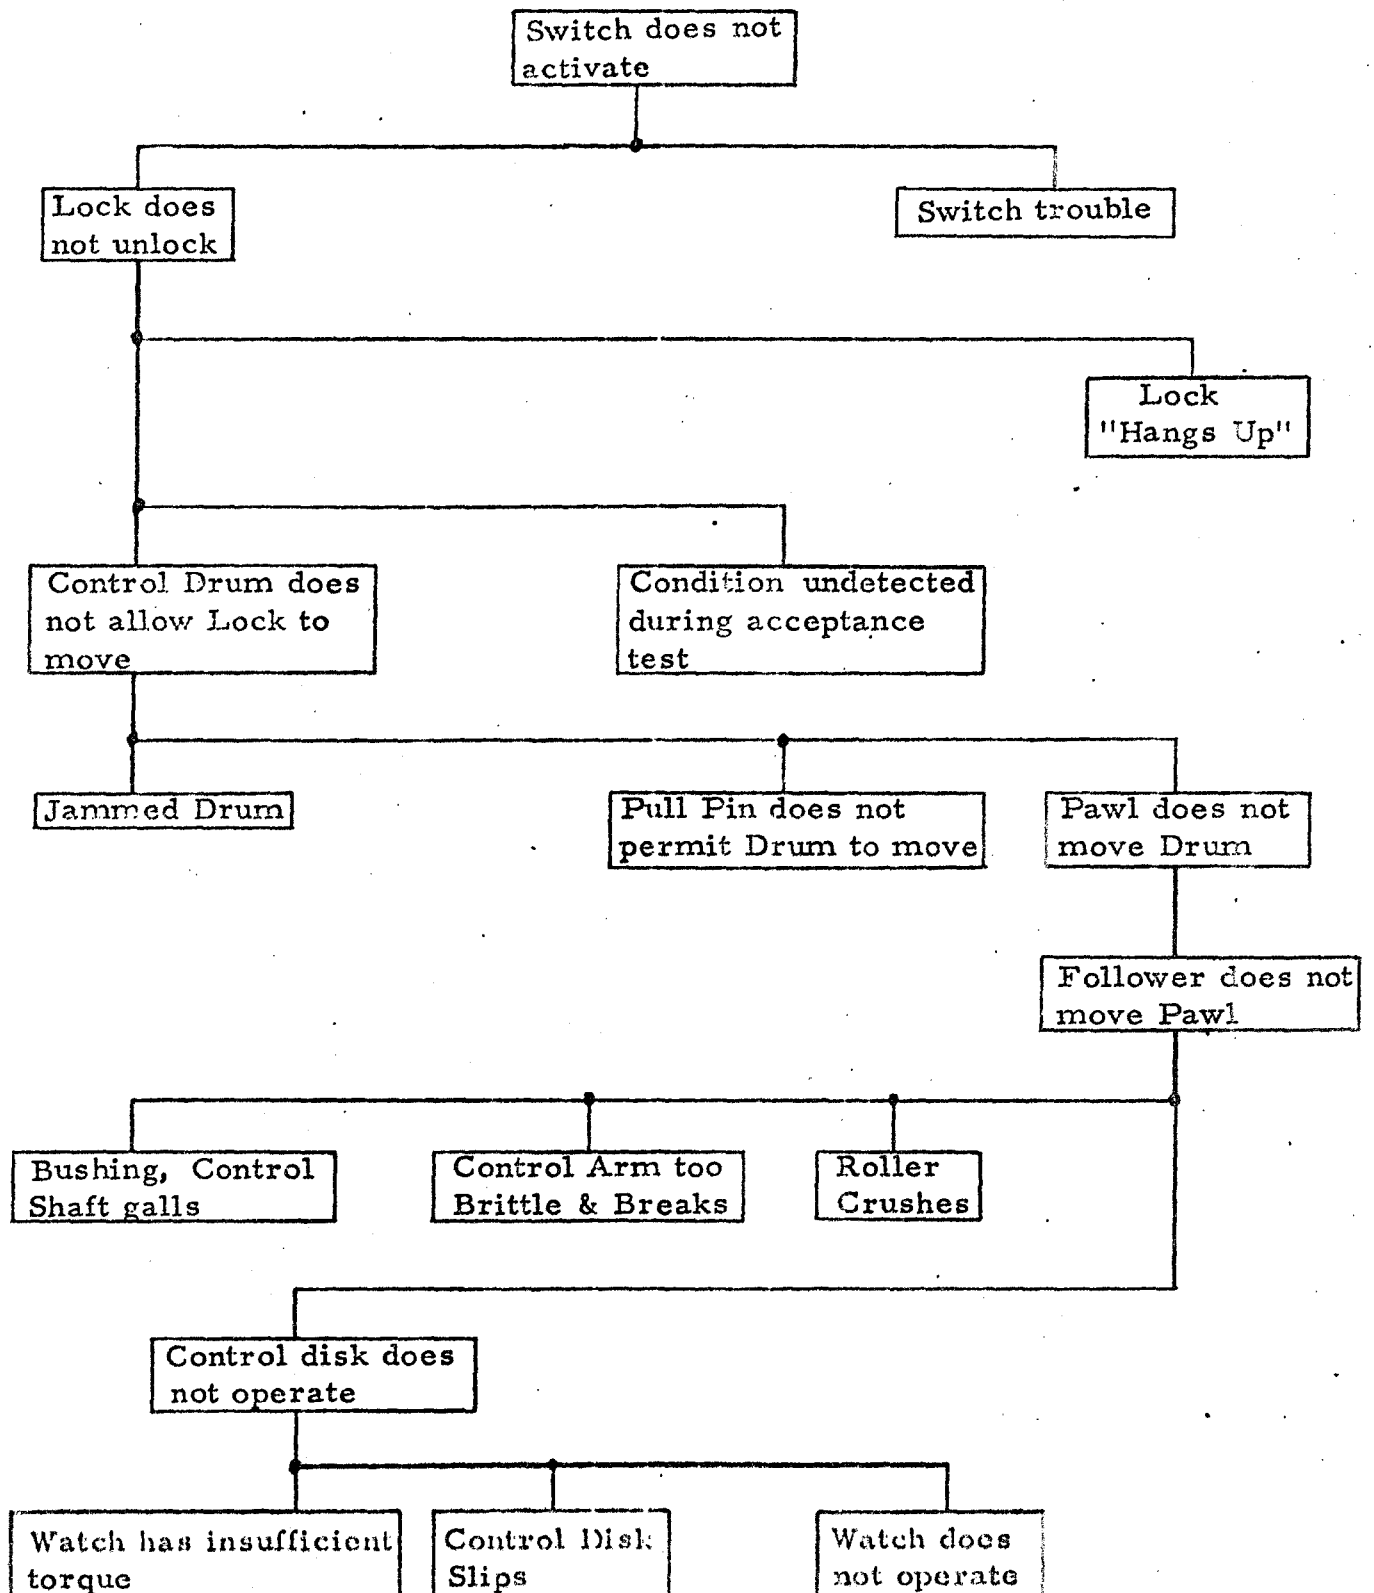 Switch does not
activate
Lock does
not unlock
Switch trouble
Lock
"Hangs Up"
Control Drum does
not allow Lock to
move
Condition undetected
during acceptance
test
Jammed Drum
Pull Pin does not
permit Drum to move
Pawl does not
move Drum
Follower does not
move Pawl
Bushing, Control
Shaft galls
Control Arm too
Brittle & Breaks
Roller
Crushes
Control disk does
not operate
Watch has insufficient
torque
Control Disk
Slips
Watch does
not operate